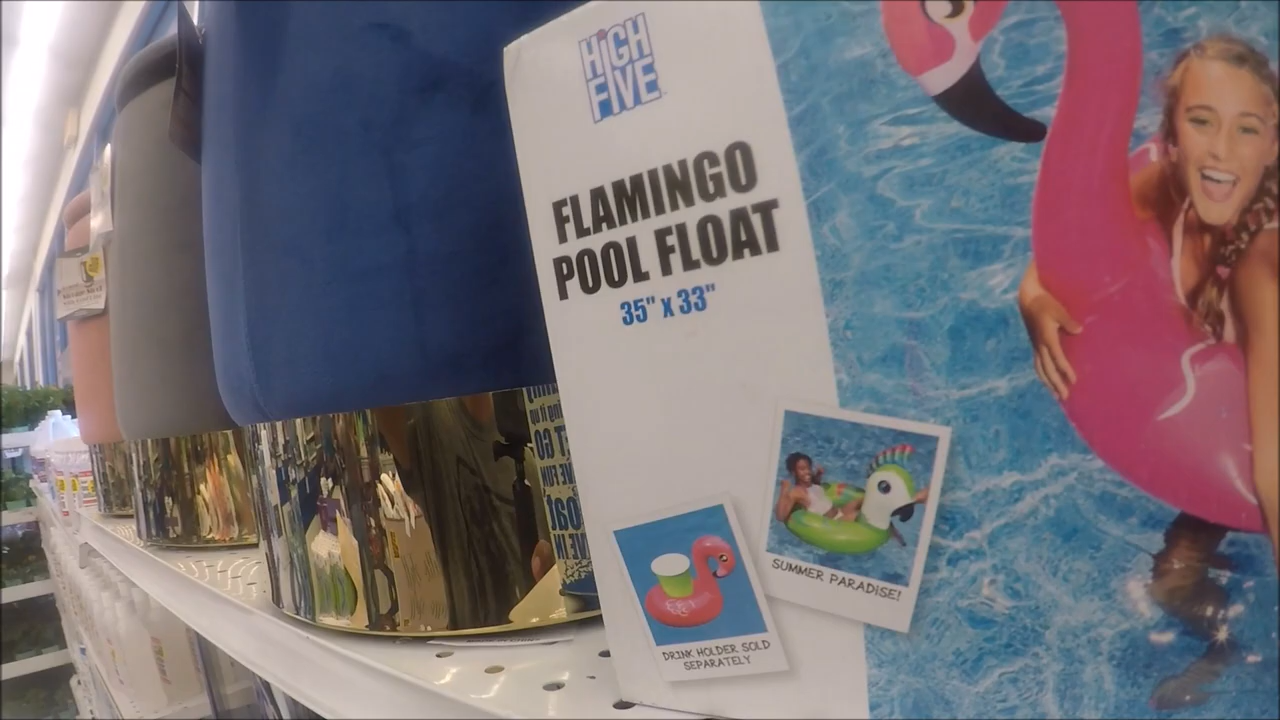 HIGH
FIVE
FLAMINGO
POOL FLOAT
35" x 33"
SUMMER PARADISE!
DRINK HOLDER SOLD
SEPARATELY